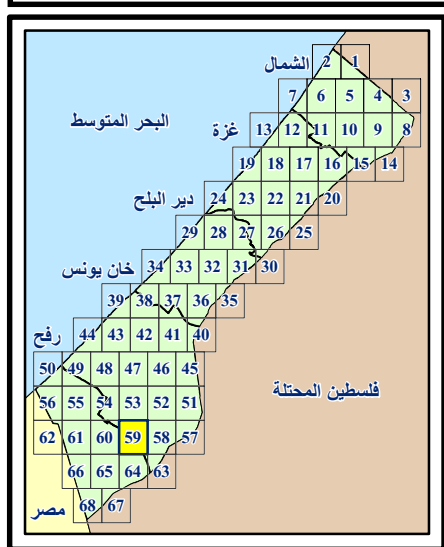 الشمال
2 1
7 6 5 4 3
البحر المتوسط
غزة
13 12 11 10 9 8
19 18 17 16 15 14
دير البلح
24 23 22 21 20
29 28 27 26 25
خان يونس
34 33 32 31 30
39 38 37 36 35
رفح
44 43 42 41 40
50 49 48 47 46 45
فلسطين المحتلة
56 55 54 53 52 51
62 61 60 59 58 57
66 65 64 63
مصر
68 67